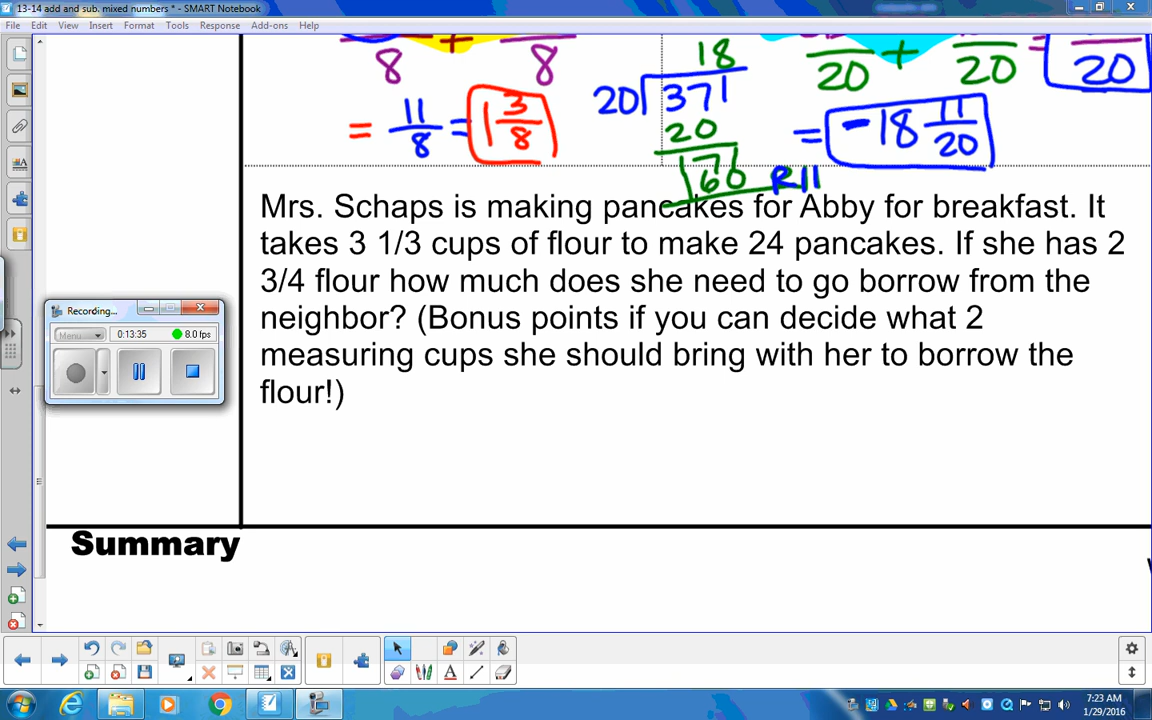 13-14 add and sub. mixed numbers * - SMART Notebook
File Edit View Insert Format Tools Response Add-ons Help
8 + 8
18
20 + 20 = 20
20 371
= 11/8 = 1 3/8
20
= -18 11/20
171
160 R11
Mrs. Schaps is making pancakes for Abby for breakfast. It
takes 3 1/3 cups of flour to make 24 pancakes. If she has 2
3/4 flour how much does she need to go borrow from the
neighbor? (Bonus points if you can decide what 2
measuring cups she should bring with her to borrow the
flour!)
Recording...
Menu
0:13:35
8.0 fps
Summary
7:23 AM
1/29/2016